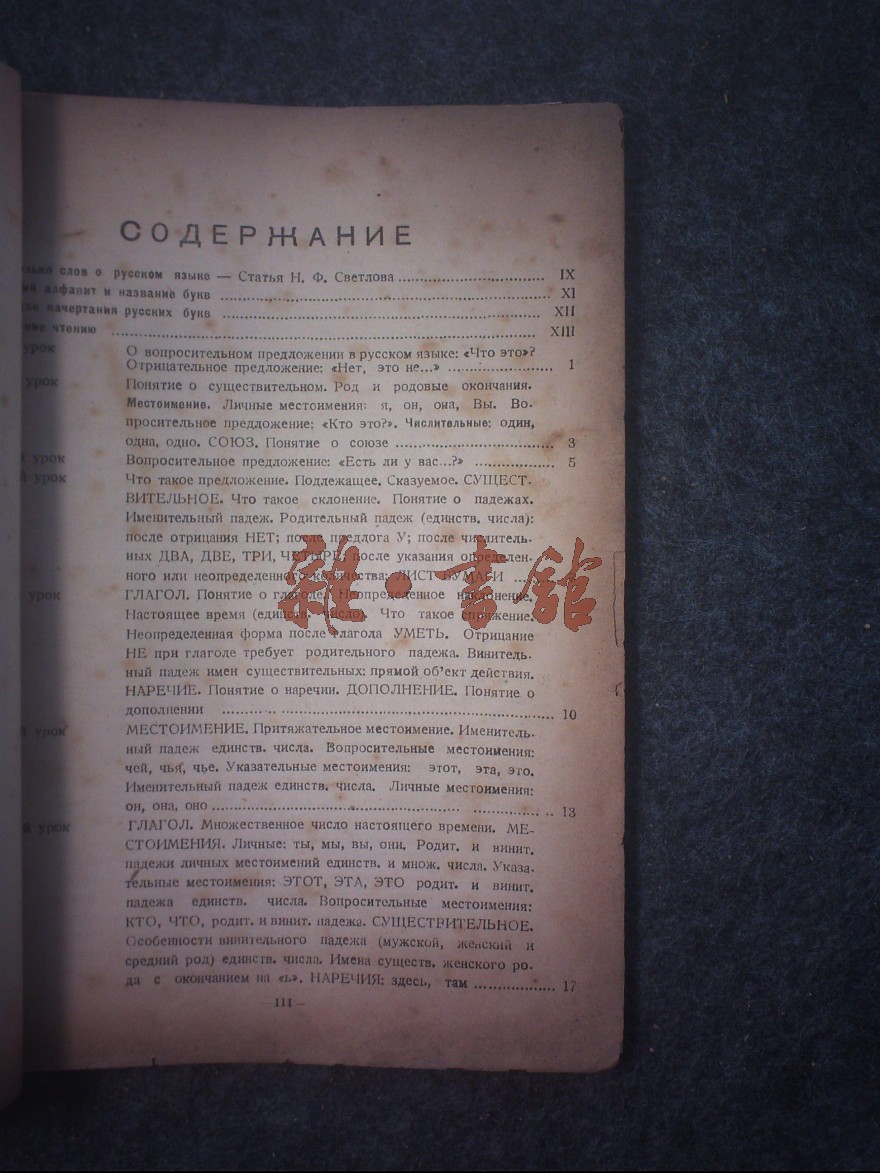 СОДЕРЖАНИЕ
слов о русском языке — Статья Н. Ф. Светлова IX
алфапит и название букв XI
начертания русских букв XII
чтению XIII
урок О вопросительном предложении в русском языке: «Что это»?
Отрицательное предложение: «Нет, это не...» 1
урок Понятие о существительном. Род и родовые окончания.
Местоимение. Личные местоимения: я, он, она, Вы. Во-
просительное предложение: «Кто это?». Числительные: один,
одна, одно. СОЮЗ. Понятие о союзе 3
урок Вопросительное предложение: «Есть ли у вас...?» 5
урок Что такое предложение. Подлежащее. Сказуемое. СУЩЕСТ-
ВИТЕЛЬНОЕ. Что такое склонение. Понятие о падежах.
Именительный падеж. Родительный падеж (единств. числа):
после отрицания НЕТ; после предлога У; после числитель-
ных ДВА, ДВЕ, ТРИ, ЧЕТЫРЕ; после указания определен-
ного или неопределенного количества: ЛИСТ БУМАГИ ...
урок ГЛАГОЛ. Понятие о глаголе. Неопределенное наклонение.
Настоящее время (единств. число). Что такое спряжение.
Неопределенная форма после глагола УМЕТЬ. Отрицание
НЕ при глаголе требует родительного падежа. Винитель-
ный падеж имен существительных: прямой об'ект действия.
НАРЕЧИЕ. Понятие о наречии. ДОПОЛНЕНИЕ. Понятие о
дополнении 10
урок МЕСТОИМЕНИЕ. Притяжательное местоимение. Именитель-
ный падеж единств. числа. Вопросительные местоимения:
чей, чья, чье. Указательные местоимения: этот, эта, это.
Именительный падеж единств. числа. Личные местоимения:
он, она, оно 13
урок ГЛАГОЛ. Множественное число настоящего времени. МЕ-
СТОИМЕНИЯ. Личные: ты, мы, вы, они. Родит. и винит.
падежи личных местоимений единств. и множ. числа. Указа-
тельные местоимения: ЭТОТ, ЭТА, ЭТО родит. и винит.
падежа единств. числа. Вопросительные местоимения:
КТО, ЧТО, родит. и винит. падежа. СУЩЕСТРИТЕЛЬНОЕ.
Особенности винительного падежа (мужской, женский и
средний род) единств. числа. Имена существ. женского ро-
да с окончанием на «ь». НАРЕЧИЯ: здесь, там 17
— III —
雜·書館